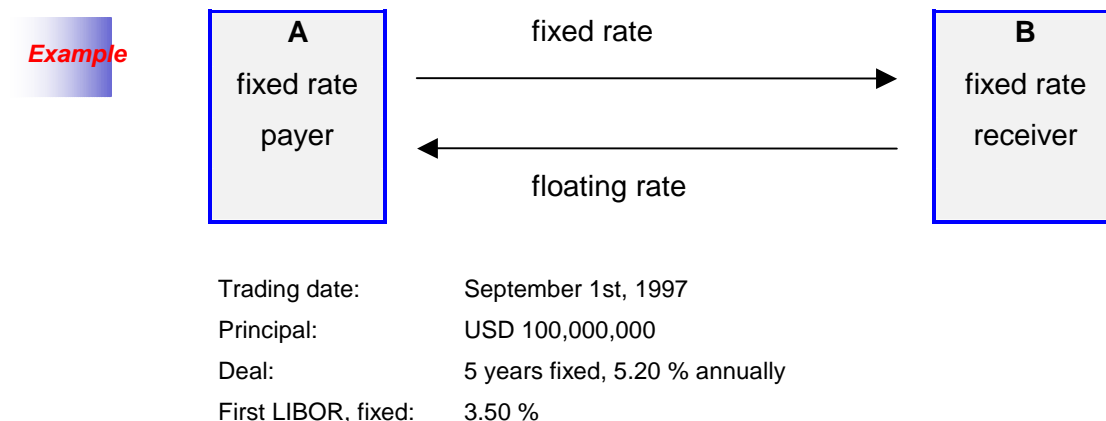 Example
A
fixed rate
payer
fixed rate
floating rate
B
fixed rate
receiver
Trading date: September 1st, 1997
Principal: USD 100,000,000
Deal: 5 years fixed, 5.20 % annually
First LIBOR, fixed: 3.50 %